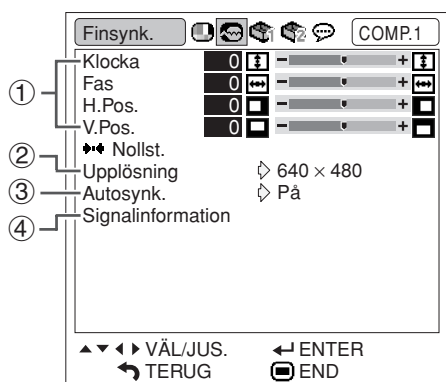 Finsynk. COMP.1
① Klocka 0 − +
Fas 0 − +
H.Pos. 0 − +
V.Pos. 0 − +
Nollst.
② Upplösning 640 × 480
③ Autosynk. På
④ Signalinformation
VÄL/JUS. ENTER
TERUG END